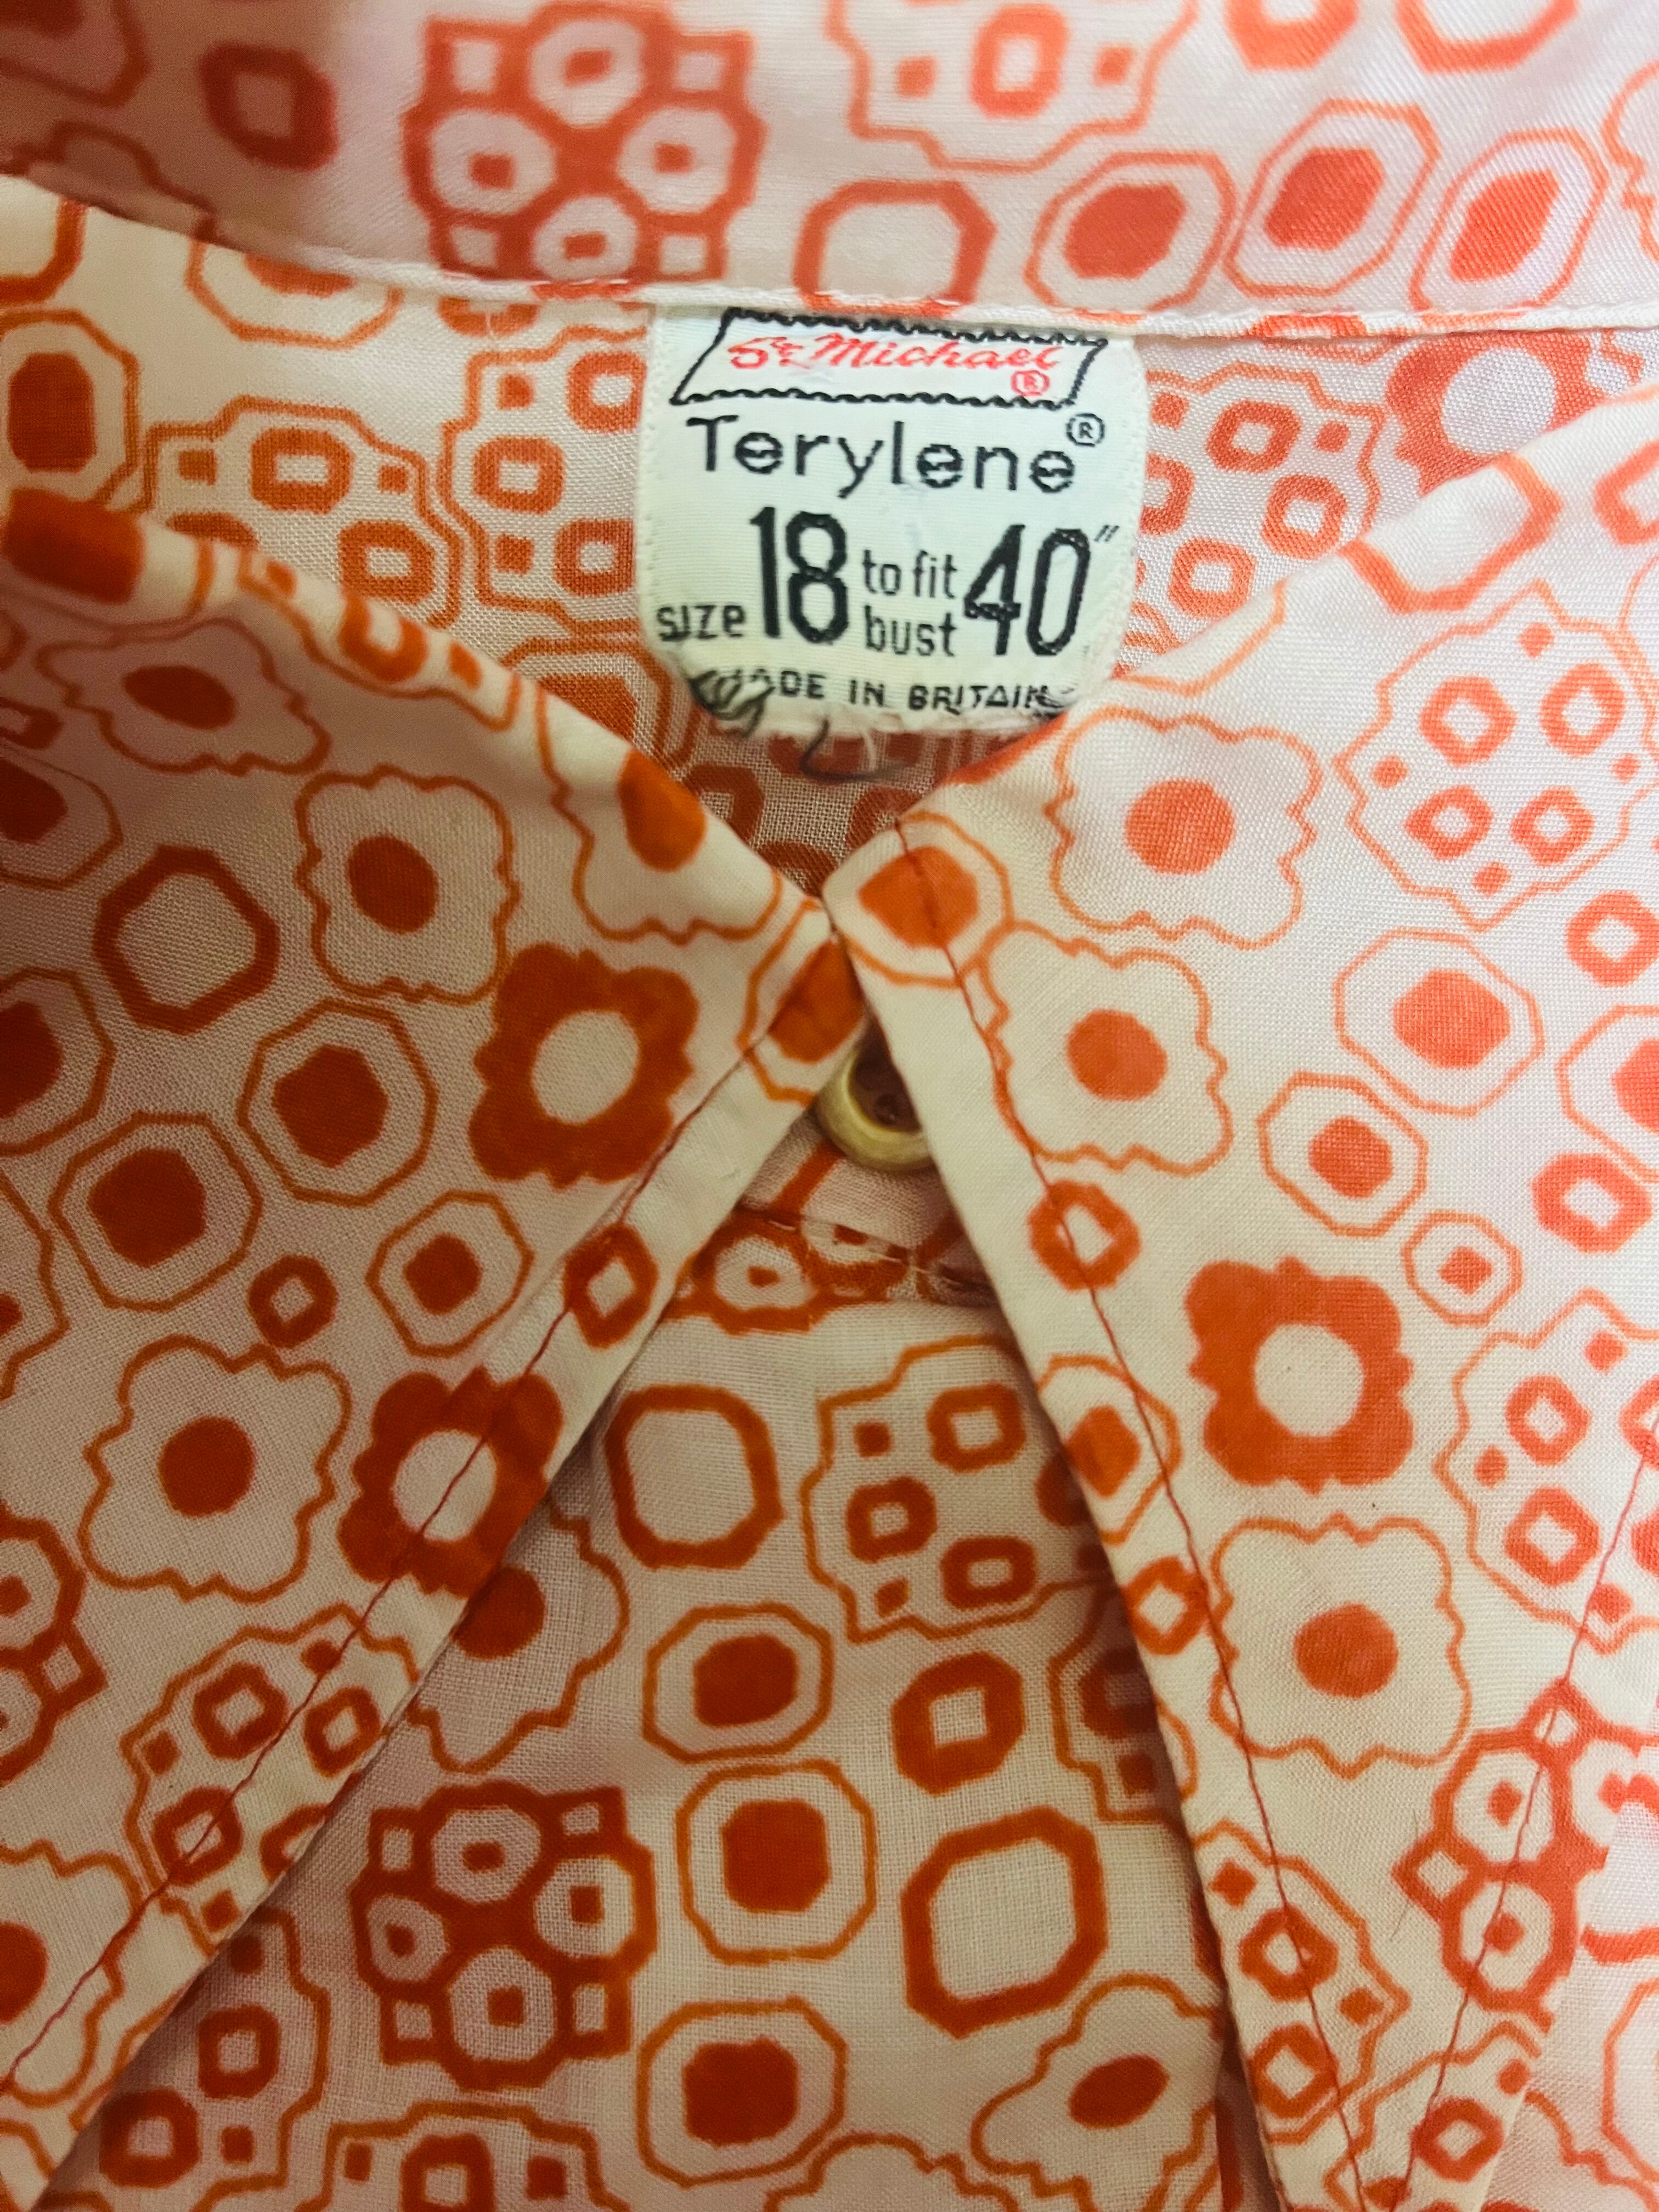 St Michael ®
Terylene ®
size 18 to fit bust 40"
MADE IN BRITAIN